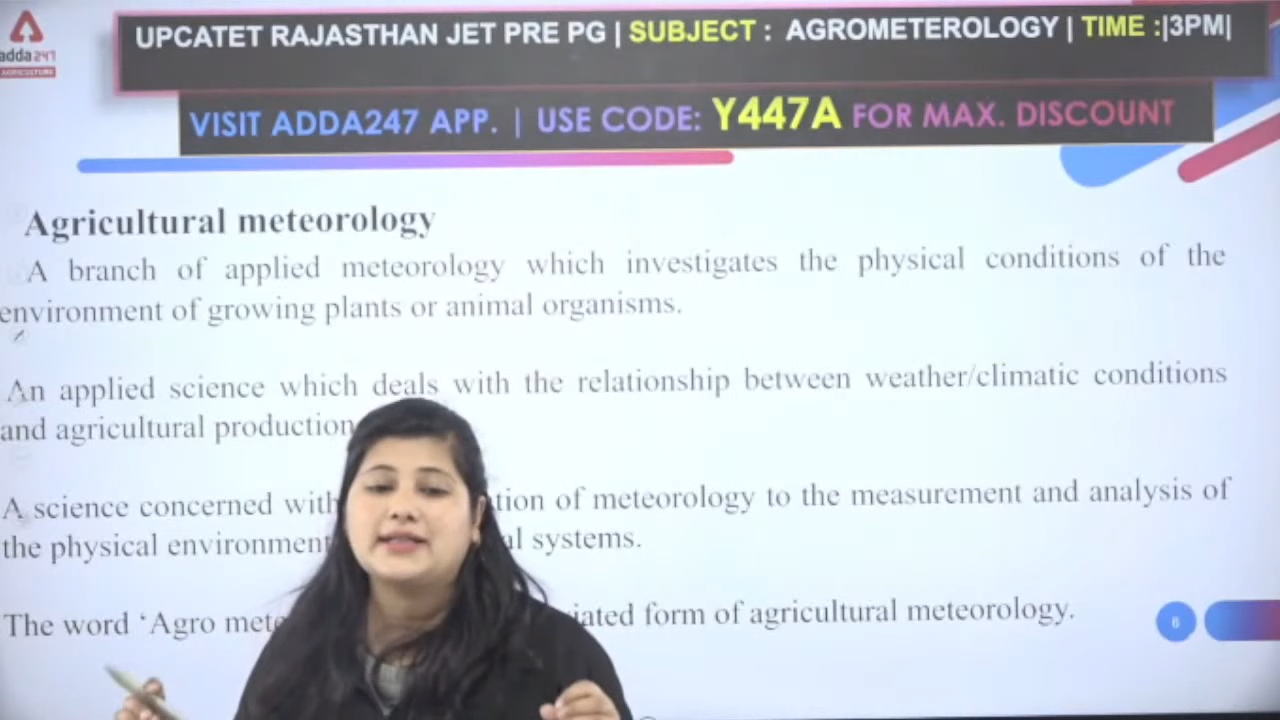 adda247
AGRICULTURE
UPCATET RAJASTHAN JET PRE PG | SUBJECT : AGROMETEROLOGY | TIME :|3PM|
VISIT ADDA247 APP. | USE CODE: Y447A FOR MAX. DISCOUNT
Agricultural meteorology
A branch of applied meteorology which investigates the physical conditions of the
environment of growing plants or animal organisms.
An applied science which deals with the relationship between weather/climatic conditions
and agricultural production
A science concerned with of meteorology to the measurement and analysis of
the physical environment systems.
The word ‘Agro form of agricultural meteorology.
6